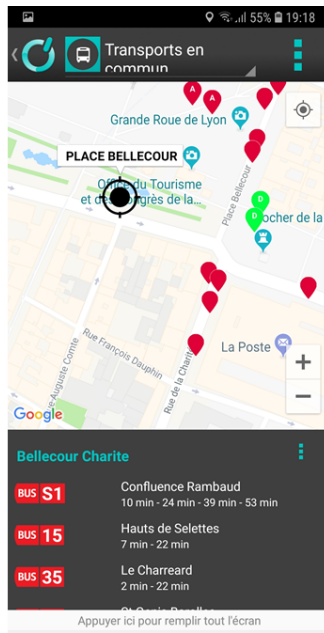 55% 19:18
Transports en
commun
A
A
Grande Roue de Lyon
PLACE BELLECOUR
Office du Tourisme
et des Congrès de la...
Place Bellecour
D
D
ocher de la
La Poste
Rue François Dauphin
Rue de la Charité
Auguste Comte
+
−
Google
Bellecour Charite
BUS S1
Confluence Rambaud
10 min - 24 min - 39 min - 53 min
BUS 15
Hauts de Selettes
7 min - 22 min
BUS 35
Le Charreard
2 min - 22 min
BUS
Appuyer ici pour remplir tout l'écran